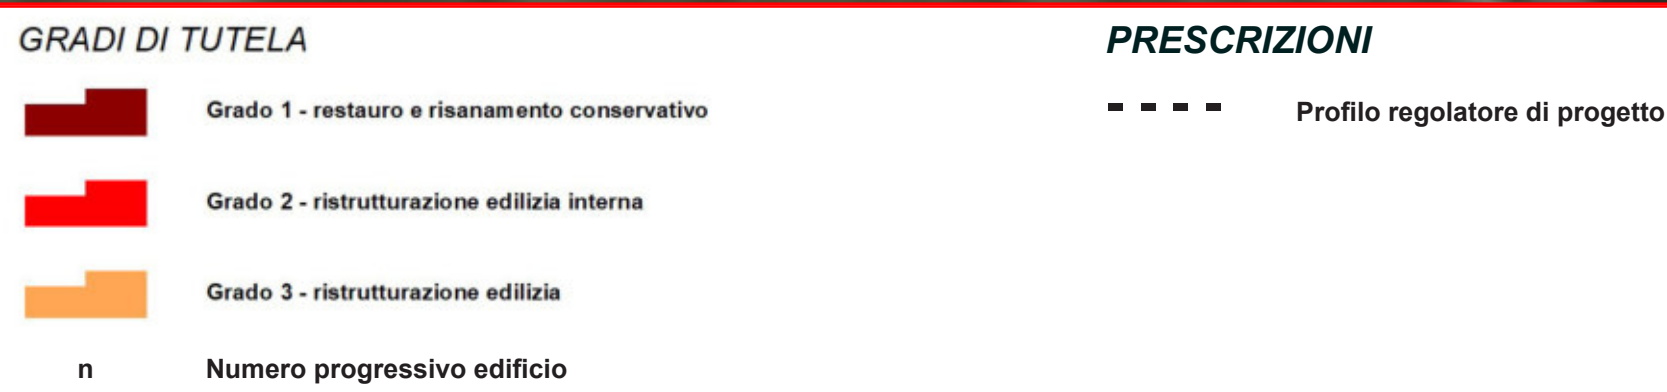 GRADI DI TUTELA
Grado 1 - restauro e risanamento conservativo
Grado 2 - ristrutturazione edilizia interna
Grado 3 - ristrutturazione edilizia
n Numero progressivo edificio
PRESCRIZIONI
Profilo regolatore di progetto